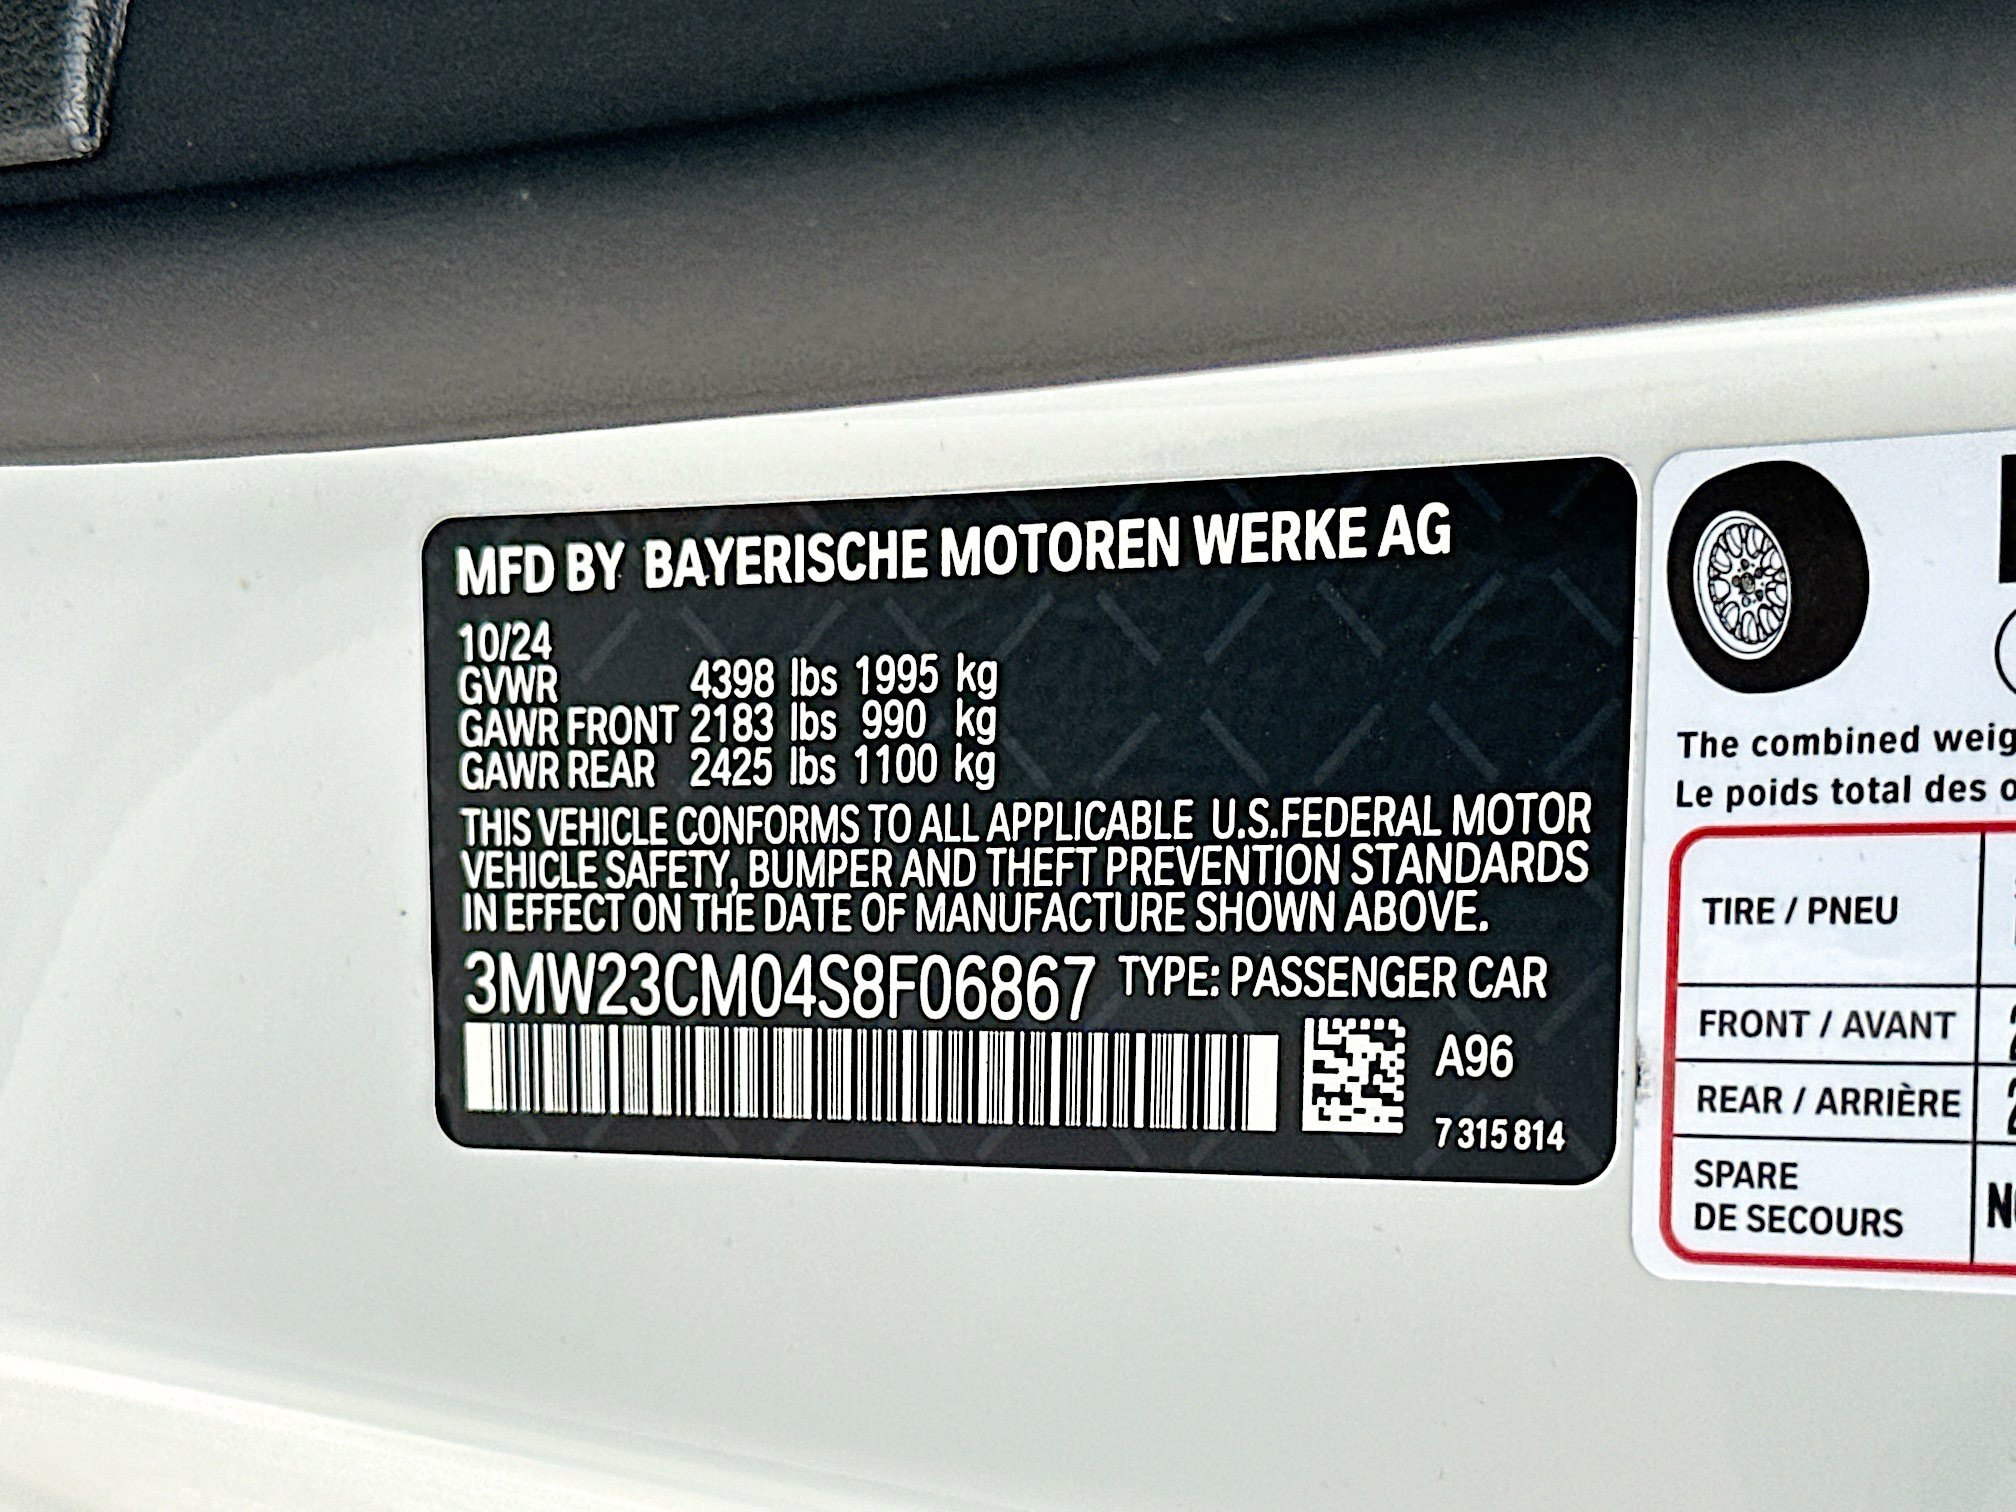 MFD BY BAYERISCHE MOTOREN WERKE AG
10/24
GVWR 4398 lbs 1995 kg
GAWR FRONT 2183 lbs 990 kg
GAWR REAR 2425 lbs 1100 kg
THIS VEHICLE CONFORMS TO ALL APPLICABLE U.S.FEDERAL MOTOR
VEHICLE SAFETY, BUMPER AND THEFT PREVENTION STANDARDS
IN EFFECT ON THE DATE OF MANUFACTURE SHOWN ABOVE.
3MW23CM04S8F06867 TYPE: PASSENGER CAR
A96
7 315 814
The combined
Le poids total des
TIRE / PNEU
FRONT / AVANT
REAR / ARRIÈRE
SPARE
DE SECOURS